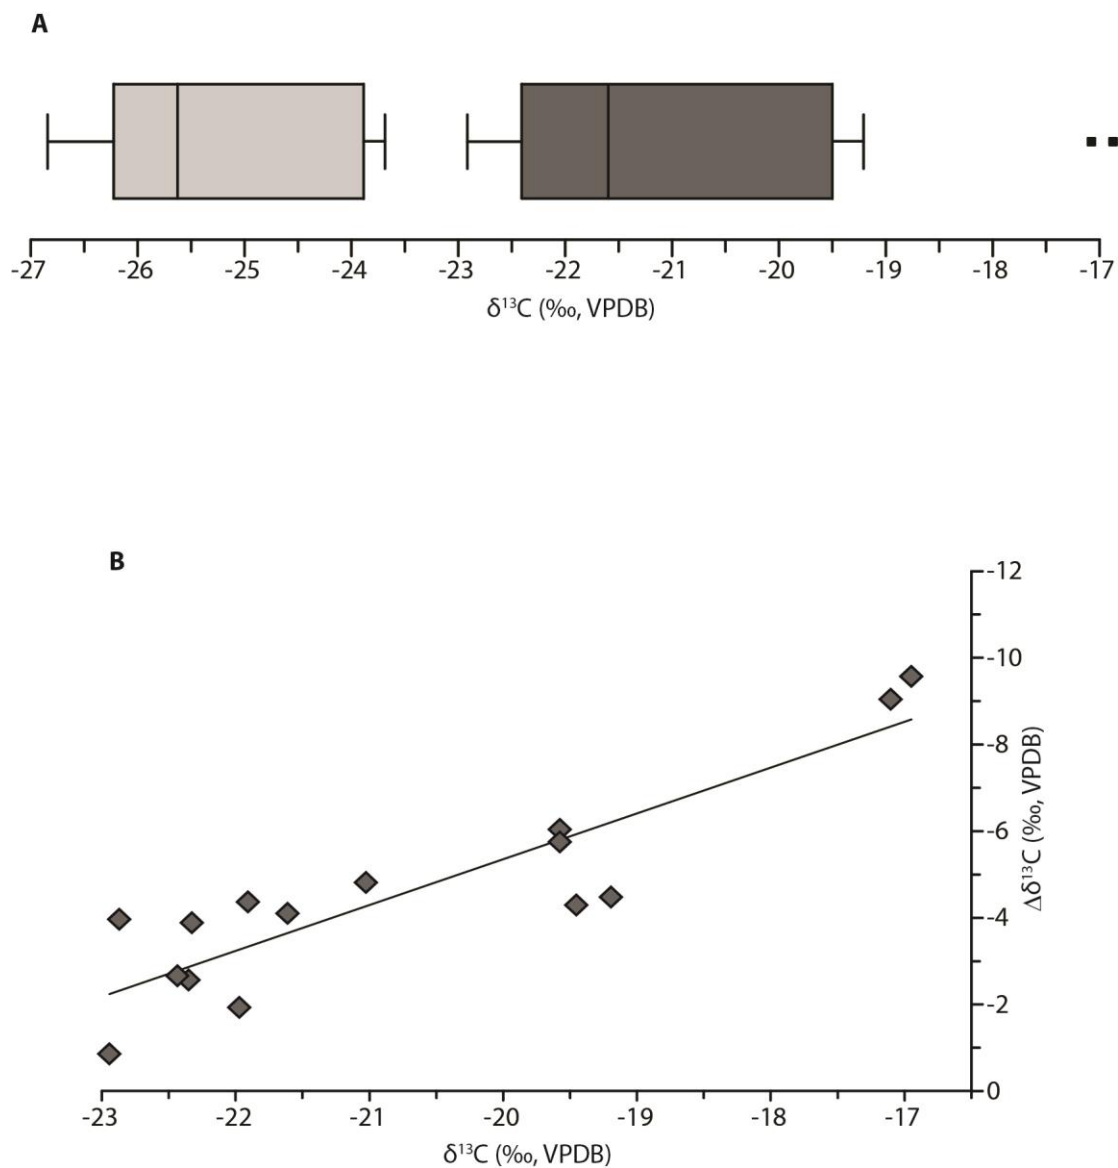 A
-27 -26 -25 -24 -23 -22 -21 -20 -19 -18 -17
δ¹³C (‰, VPDB)
B
-12
-10
-8
-6
-4
-2
0
Δδ¹³C (‰, VPDB)
-23 -22 -21 -20 -19 -18 -17
δ¹³C (‰, VPDB)